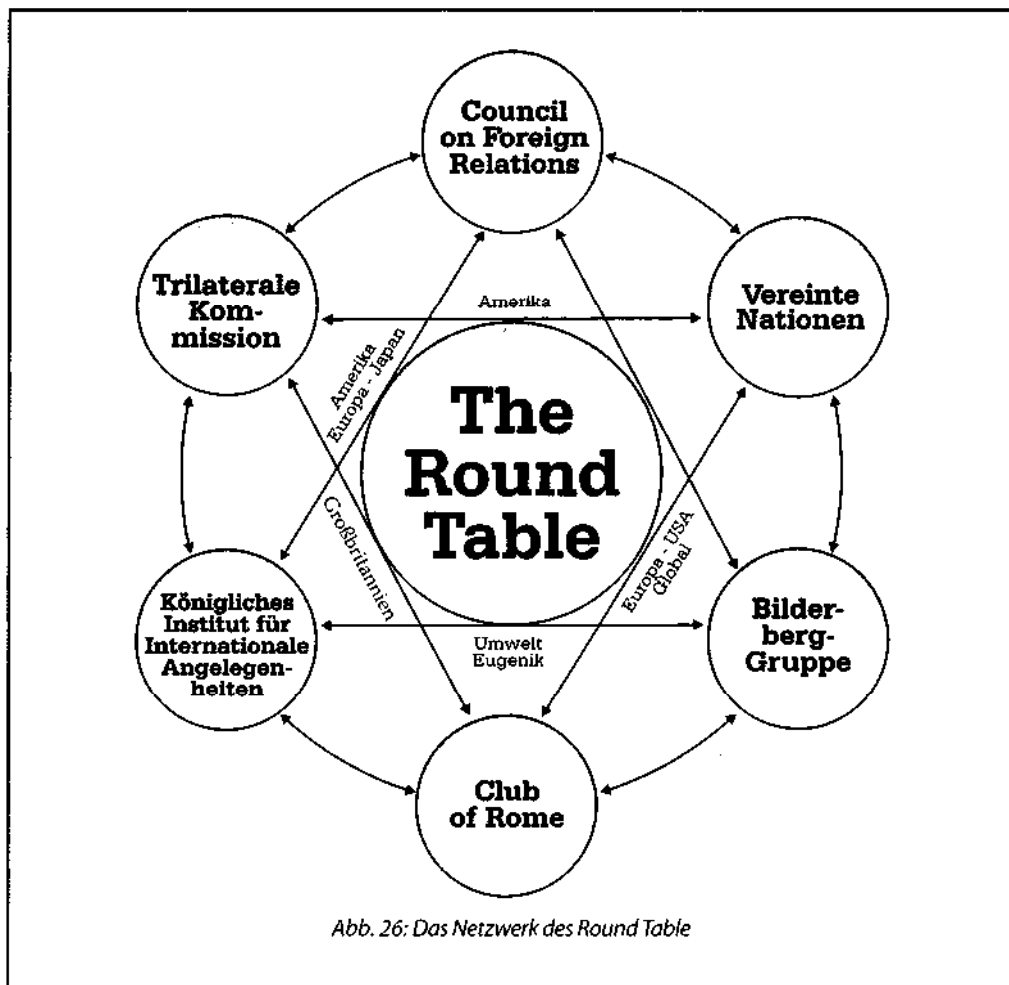 Council
on Foreign
Relations
Trilaterale
Kom-
mission
Vereinte
Nationen
Amerika
Amerika
Europa - Japan
The
Round
Table
Großbritannien
Europa - USA
Global
Königliches
Institut für
Internationale
Angelegen-
heiten
Umwelt
Eugenik
Bilder-
berg-
Gruppe
Club
of Rome
Abb. 26: Das Netzwerk des Round Table